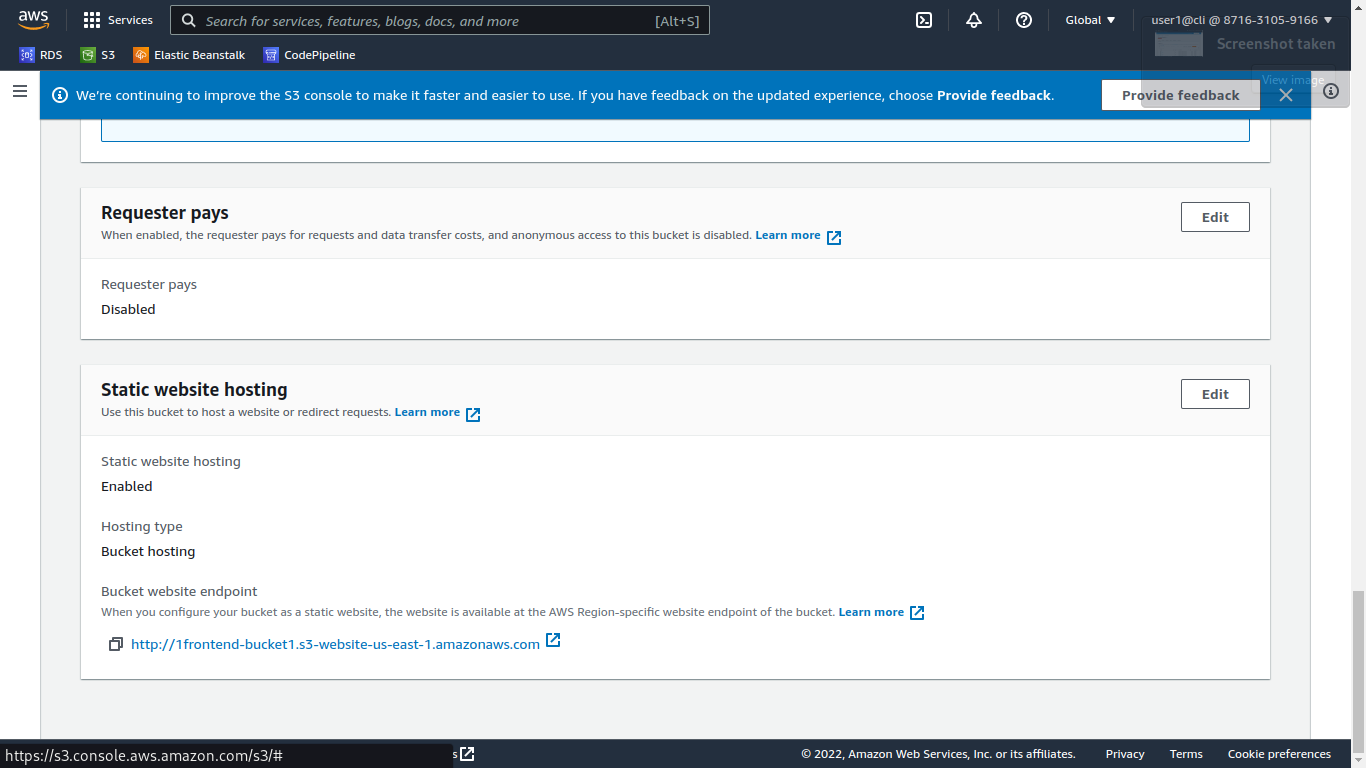 aws
Services
Search for services, features, blogs, docs, and more
[Alt+S]
Global ▼
user1@cli @ 8716-3105-9166 ▼
RDS
S3
Elastic Beanstalk
CodePipeline
Screenshot taken
View image
We're continuing to improve the S3 console to make it faster and easier to use. If you have feedback on the updated experience, choose Provide feedback.
Provide feedback
Requester pays
Edit
When enabled, the requester pays for requests and data transfer costs, and anonymous access to this bucket is disabled. Learn more
Requester pays
Disabled
Static website hosting
Edit
Use this bucket to host a website or redirect requests. Learn more
Static website hosting
Enabled
Hosting type
Bucket hosting
Bucket website endpoint
When you configure your bucket as a static website, the website is available at the AWS Region-specific website endpoint of the bucket. Learn more
http://1frontend-bucket1.s3-website-us-east-1.amazonaws.com
https://s3.console.aws.amazon.com/s3/#
s
© 2022, Amazon Web Services, Inc. or its affiliates.
Privacy
Terms
Cookie preferences